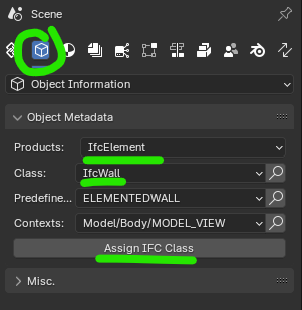 Scene
Object Information
Object Metadata
Products: IfcElement
Class: IfcWall
Predefine... ELEMENTEDWALL
Contexts: Model/Body/MODEL_VIEW
Assign IFC Class
Misc.